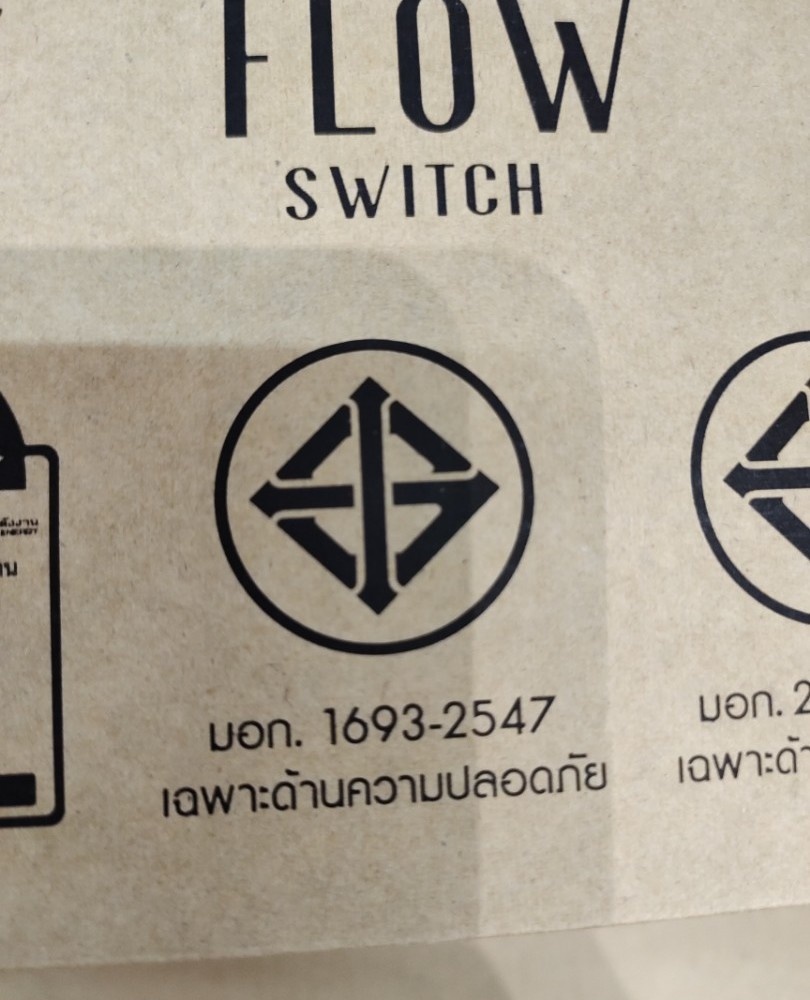 FLOW
SWITCH
มอก. 1693-2547
เฉพาะด้านความปลอดภัย
มอก. 2
เฉพาะด้า